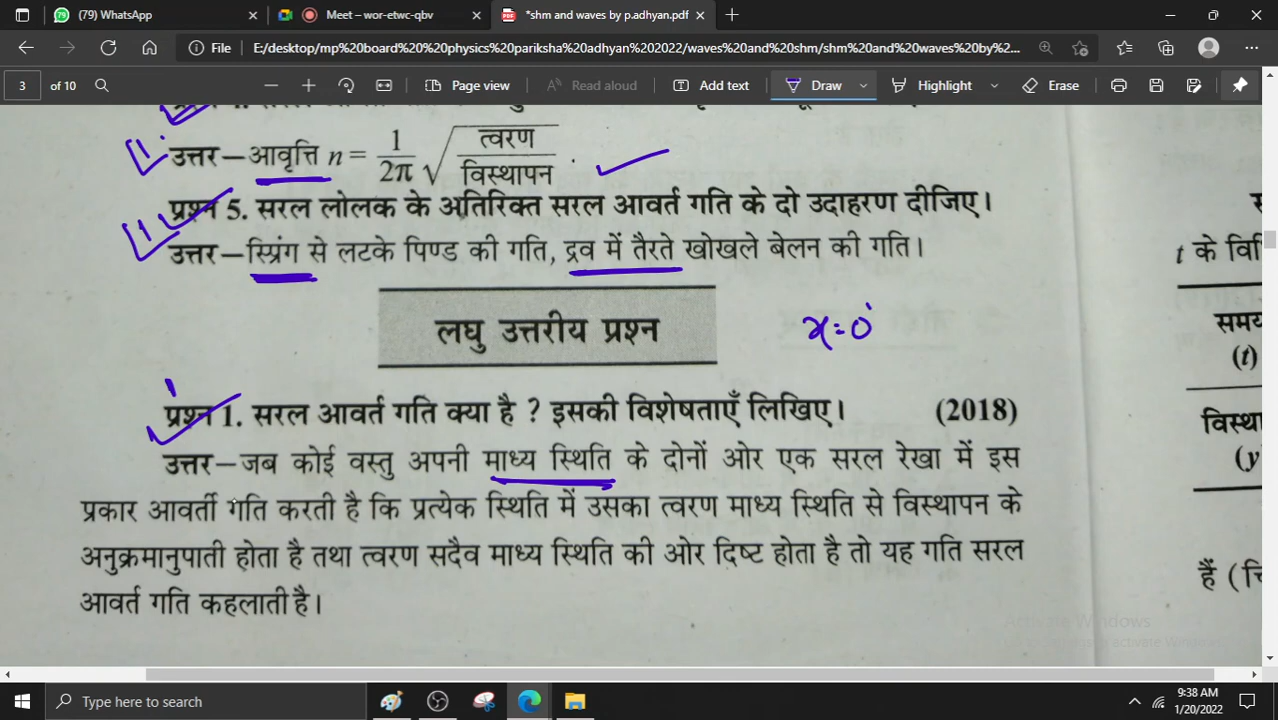 (79) WhatsApp
Meet – wor-etwc-qbv
*shm and waves by p.adhyan.pdf
File
E:/desktop/mp%20board%20%20physics%20pariksha%20adhyan%202022/waves%20and%20shm/shm%20and%20waves%20by%2...
3 of 10
Page view
Read aloud
Add text
Draw
Highlight
Erase
उत्तर–आवृत्ति n = 1/2π √त्वरण/विस्थापन .
प्रश्न 5. सरल लोलक के अतिरिक्त सरल आवर्त गति के दो उदाहरण दीजिए।
उत्तर–स्प्रिंग से लटके पिण्ड की गति, द्रव में तैरते खोखले बेलन की गति।
लघु उत्तरीय प्रश्न
x=0
प्रश्न 1. सरल आवर्त गति क्या है ? इसकी विशेषताएँ लिखिए। (2018)
उत्तर–जब कोई वस्तु अपनी माध्य स्थिति के दोनों ओर एक सरल रेखा में इस
प्रकार आवर्ती गति करती है कि प्रत्येक स्थिति में उसका त्वरण माध्य स्थिति से विस्थापन के
अनुक्रमानुपाती होता है तथा त्वरण सदैव माध्य स्थिति की ओर दिष्ट होता है तो यह गति सरल
आवर्त गति कहलाती है।
t के
(t)
(y
हैं
Activate Windows
Type here to search
9:38 AM
1/20/2022